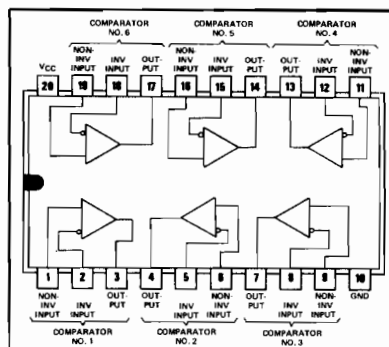 COMPARATOR NO. 6
COMPARATOR NO. 5
COMPARATOR NO. 4
VCC
NON-INV INPUT
INV INPUT
OUT-PUT
NON-INV INPUT
INV INPUT
OUT-PUT
OUT-PUT
INV INPUT
NON-INV INPUT
20 19 18 17 16 15 14 13 12 11
1 2 3 4 5 6 7 8 9 10
NON-INV INPUT
INV INPUT
OUT-PUT
OUT-PUT
INV INPUT
NON-INV INPUT
OUT-PUT
INV INPUT
NON-INV INPUT
GND
COMPARATOR NO. 1
COMPARATOR NO. 2
COMPARATOR NO. 3